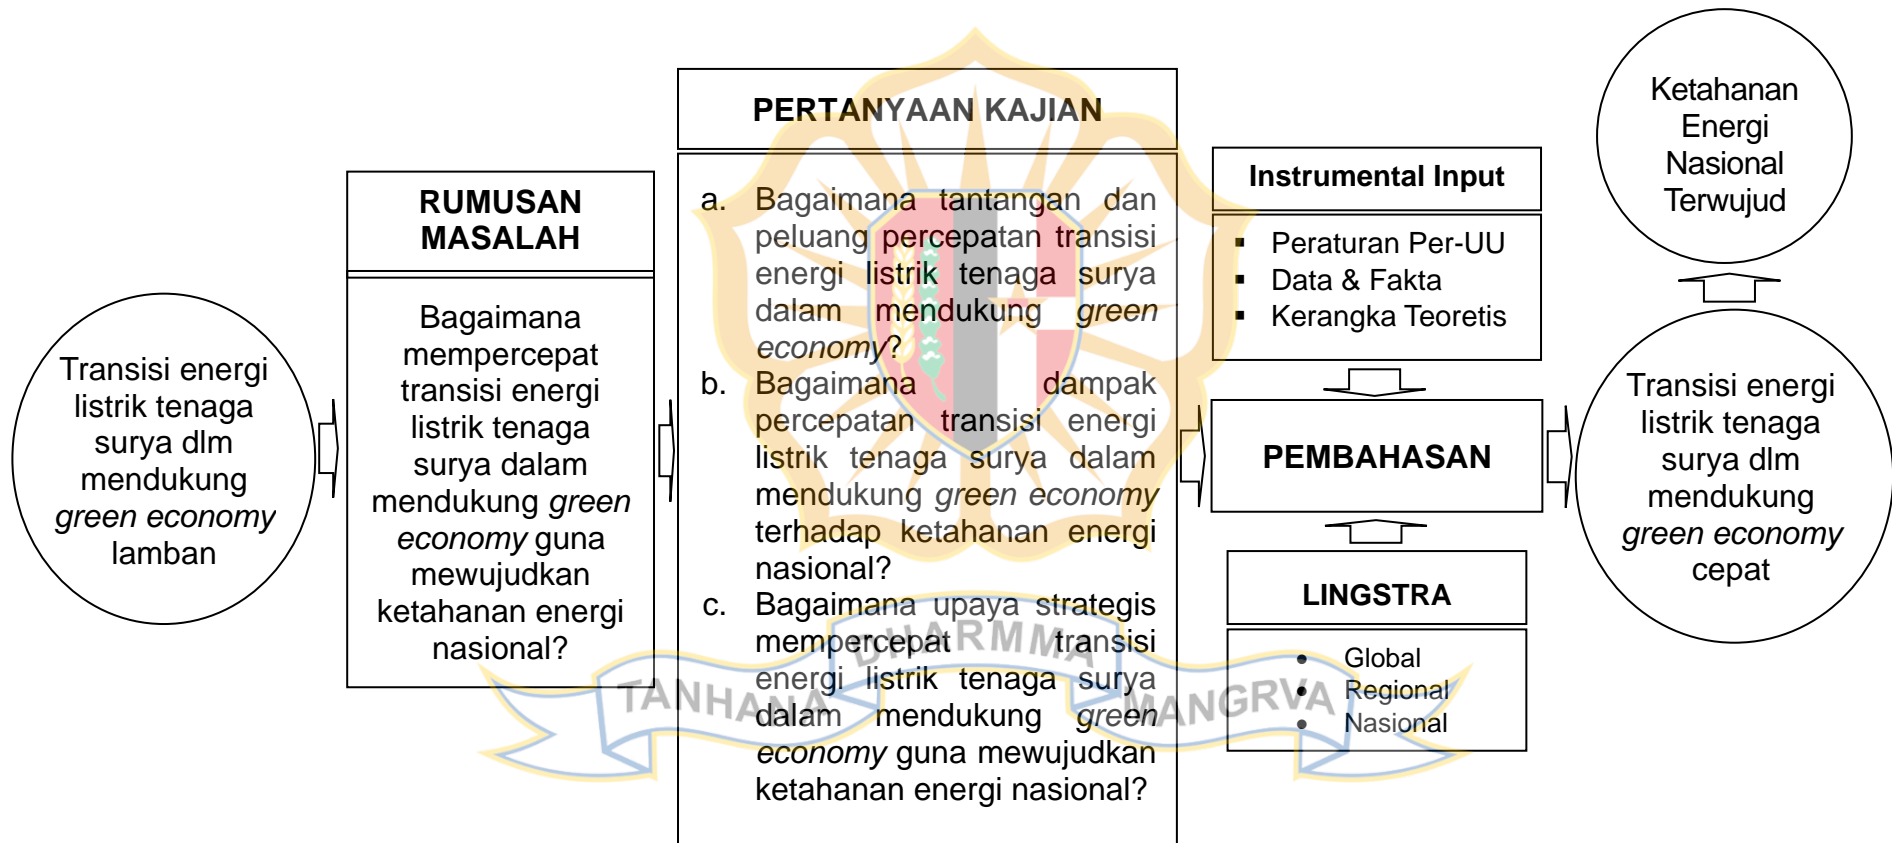 Transisi energi
listrik tenaga
surya dlm
mendukung
green economy
lamban
RUMUSAN
MASALAH
Bagaimana
mempercepat
transisi energi
listrik tenaga
surya dalam
mendukung green
economy guna
mewujudkan
ketahanan energi
nasional?
PERTANYAAN KAJIAN
a. Bagaimana tantangan dan
peluang percepatan transisi
energi listrik tenaga surya
dalam mendukung green
economy?
b. Bagaimana dampak
percepatan transisi energi
listrik tenaga surya dalam
mendukung green economy
terhadap ketahanan energi
nasional?
c. Bagaimana upaya strategis
mempercepat transisi
energi listrik tenaga surya
dalam mendukung green
economy guna mewujudkan
ketahanan energi nasional?
Instrumental Input
▪ Peraturan Per-UU
▪ Data & Fakta
▪ Kerangka Teoretis
PEMBAHASAN
LINGSTRA
• Global
• Regional
• Nasional
Ketahanan
Energi
Nasional
Terwujud
Transisi energi
listrik tenaga
surya dlm
mendukung
green economy
cepat
TANHANA DHARMMA MANGRVA